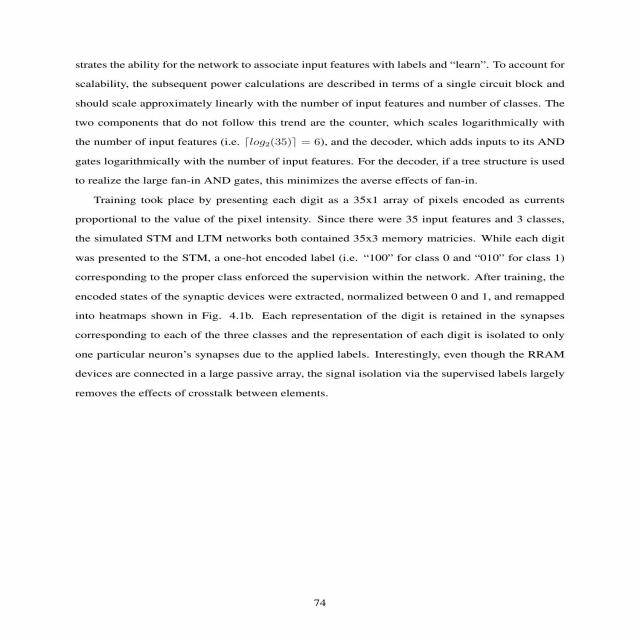 strates the ability for the network to associate input features with labels and “learn”. To account for
scalability, the subsequent power calculations are described in terms of a single circuit block and
should scale approximately linearly with the number of input features and number of classes. The
two components that do not follow this trend are the counter, which scales logarithmically with
the number of input features (i.e. ⌈log₂(35)⌉ = 6), and the decoder, which adds inputs to its AND
gates logarithmically with the number of input features. For the decoder, if a tree structure is used
to realize the large fan-in AND gates, this minimizes the averse effects of fan-in.
Training took place by presenting each digit as a 35x1 array of pixels encoded as currents
proportional to the value of the pixel intensity. Since there were 35 input features and 3 classes,
the simulated STM and LTM networks both contained 35x3 memory matricies. While each digit
was presented to the STM, a one-hot encoded label (i.e. “100” for class 0 and “010” for class 1)
corresponding to the proper class enforced the supervision within the network. After training, the
encoded states of the synaptic devices were extracted, normalized between 0 and 1, and remapped
into heatmaps shown in Fig. 4.1b. Each representation of the digit is retained in the synapses
corresponding to each of the three classes and the representation of each digit is isolated to only
one particular neuron’s synapses due to the applied labels. Interestingly, even though the RRAM
devices are connected in a large passive array, the signal isolation via the supervised labels largely
removes the effects of crosstalk between elements.
74